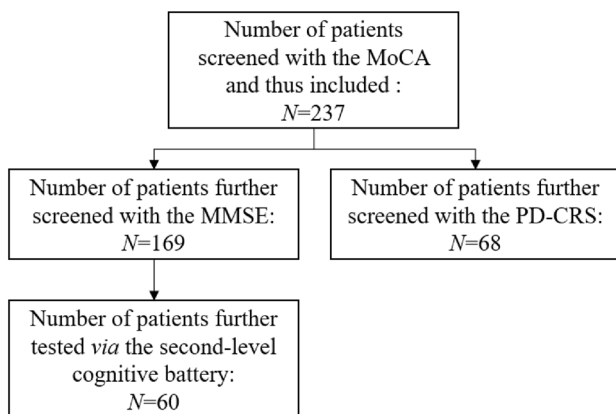 Number of patients
screened with the MoCA
and thus included :
N=237
Number of patients further
screened with the MMSE:
N=169
Number of patients further
screened with the PD-CRS:
N=68
Number of patients further
tested via the second-level
cognitive battery:
N=60